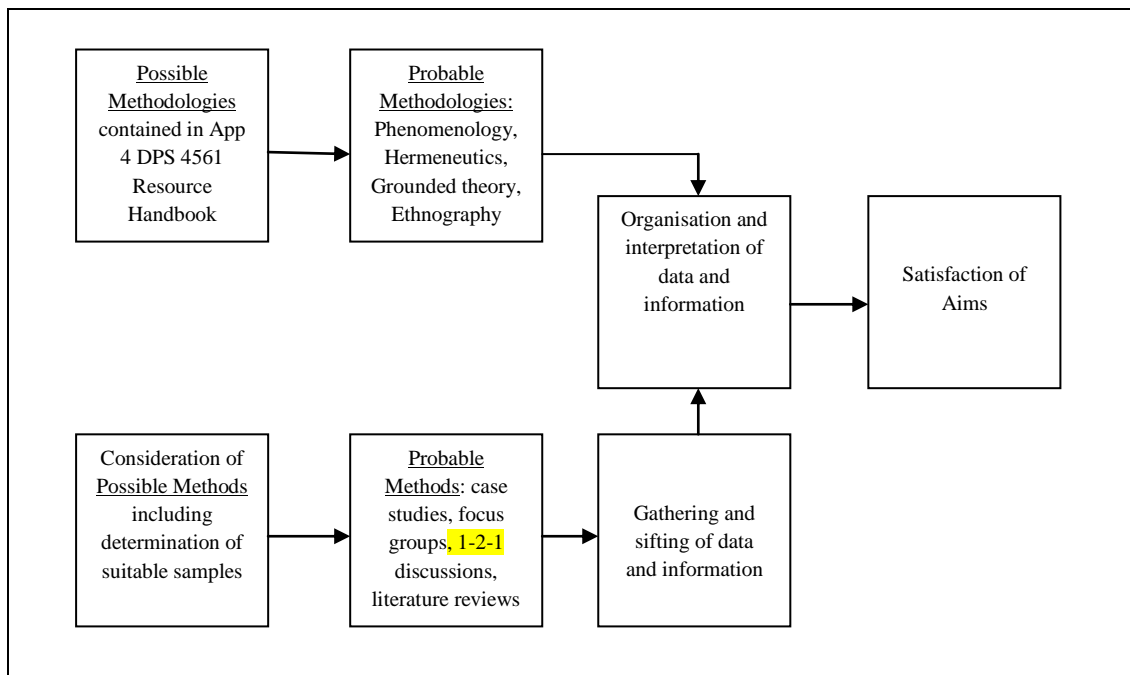 Possible
Methodologies
contained in App
4 DPS 4561
Resource
Handbook
Probable
Methodologies:
Phenomenology,
Hermeneutics,
Grounded theory,
Ethnography
Organisation and
interpretation of
data and
information
Satisfaction of
Aims
Consideration of
Possible Methods
including
determination of
suitable samples
Probable
Methods: case
studies, focus
groups, 1-2-1
discussions,
literature reviews
Gathering and
sifting of data
and information